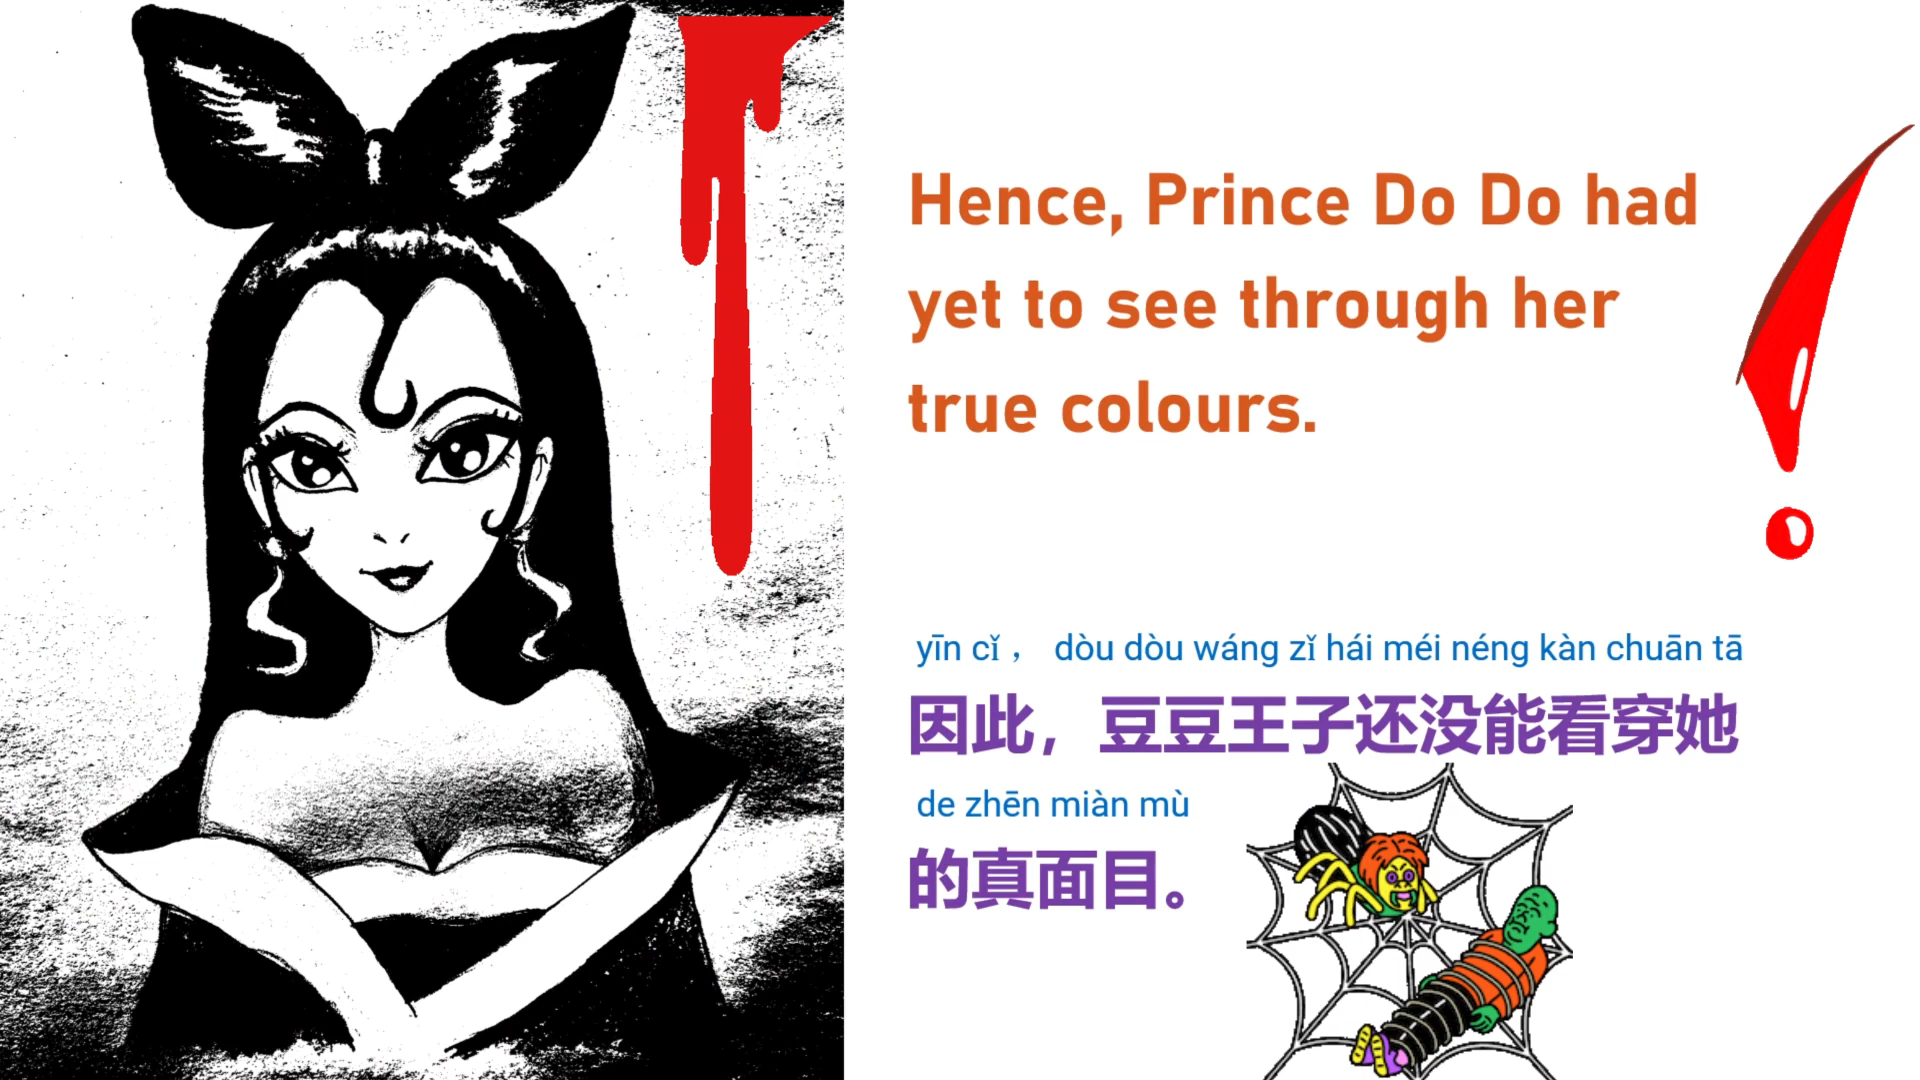 Hence, Prince Do Do had
yet to see through her
true colours.
yīn cǐ ， dòu dòu wáng zǐ hái méi néng kàn chuān tā
因此，豆豆王子还没能看穿她
de zhēn miàn mù
的真面目。